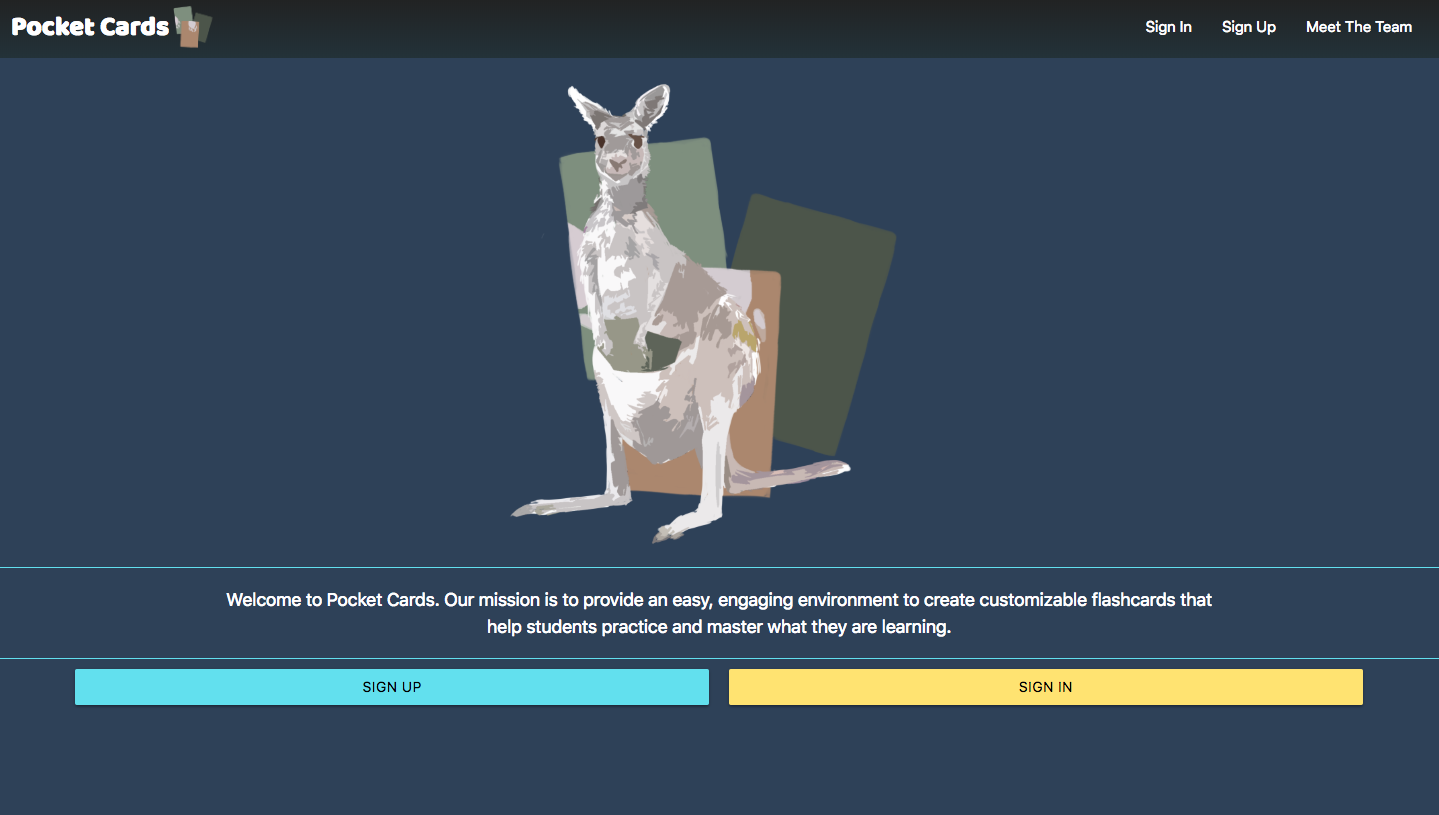 Pocket Cards
Sign In
Sign Up
Meet The Team
Welcome to Pocket Cards. Our mission is to provide an easy, engaging environment to create customizable flashcards that
help students practice and master what they are learning.
SIGN UP
SIGN IN